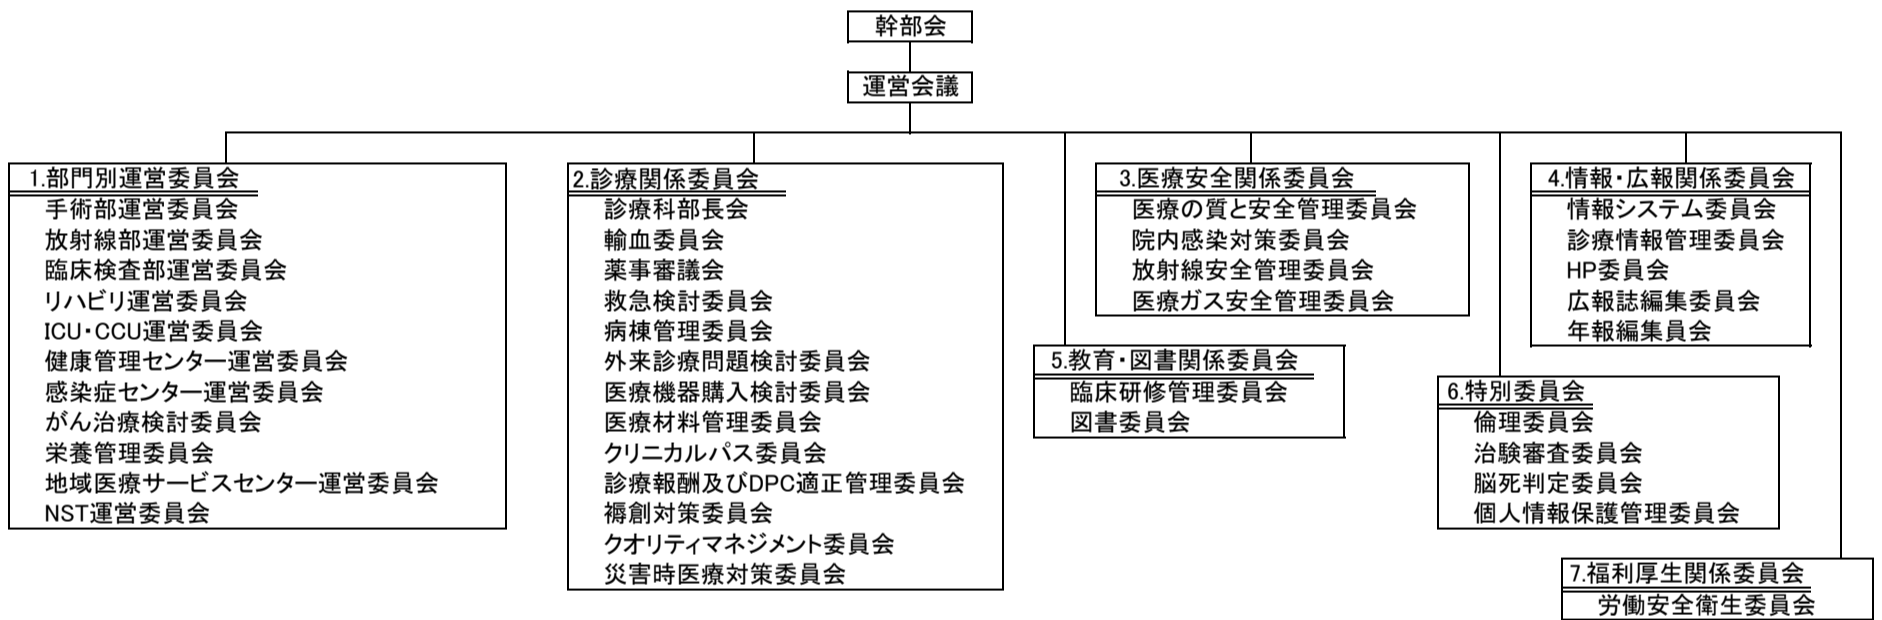 幹部会
運営会議
1.部門別運営委員会
手術部運営委員会
放射線部運営委員会
臨床検査部運営委員会
リハビリ運営委員会
ICU・CCU運営委員会
健康管理センター運営委員会
感染症センター運営委員会
がん治療検討委員会
栄養管理委員会
地域医療サービスセンター運営委員会
NST運営委員会
2.診療関係委員会
診療科部長会
輸血委員会
薬事審議会
救急検討委員会
病棟管理委員会
外来診療問題検討委員会
医療機器購入検討委員会
医療材料管理委員会
クリニカルパス委員会
診療報酬及びDPC適正管理委員会
褥創対策委員会
クオリティマネジメント委員会
災害時医療対策委員会
3.医療安全関係委員会
医療の質と安全管理委員会
院内感染対策委員会
放射線安全管理委員会
医療ガス安全管理委員会
4.情報・広報関係委員会
情報システム委員会
診療情報管理委員会
HP委員会
広報誌編集委員会
年報編集員会
5.教育・図書関係委員会
臨床研修管理委員会
図書委員会
6.特別委員会
倫理委員会
治験審査委員会
脳死判定委員会
個人情報保護管理委員会
7.福利厚生関係委員会
労働安全衛生委員会